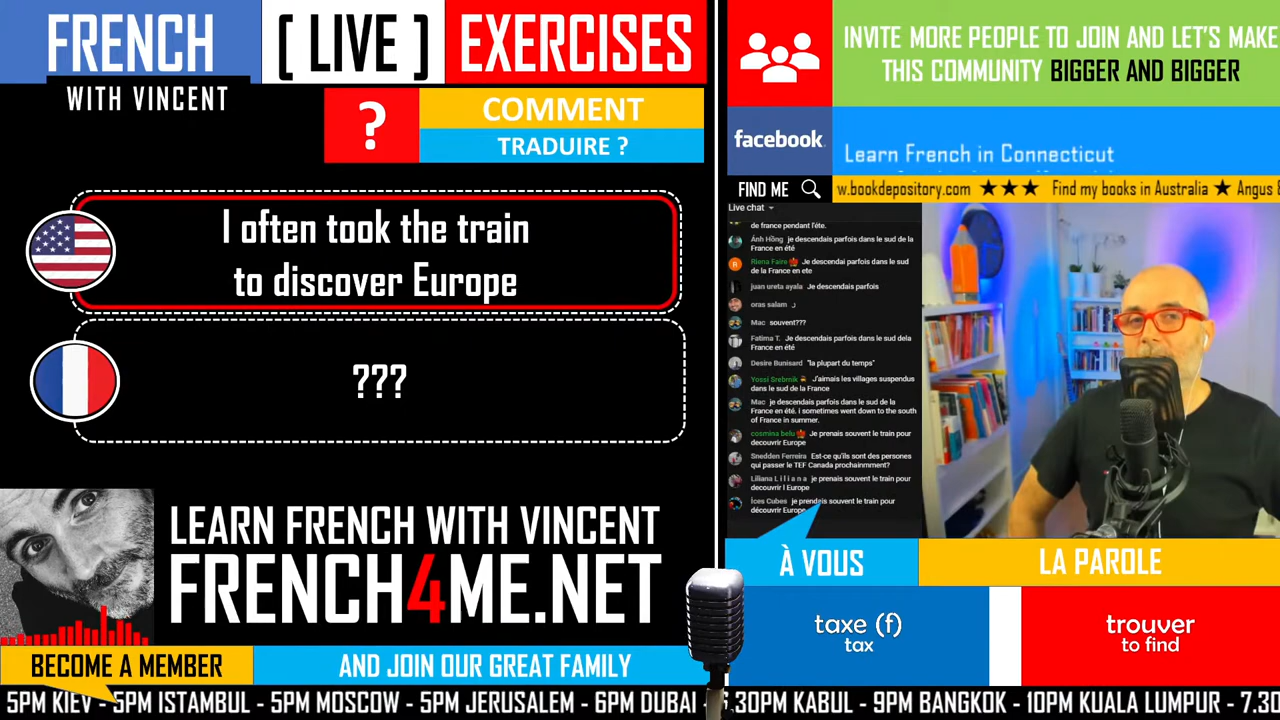 FRENCH
WITH VINCENT
[ LIVE ]
EXERCISES
?
COMMENT
TRADUIRE ?
I often took the train
to discover Europe
???
LEARN FRENCH WITH VINCENT
FRENCH4ME.NET
BECOME A MEMBER
AND JOIN OUR GREAT FAMILY
INVITE MORE PEOPLE TO JOIN AND LET'S MAKE
THIS COMMUNITY BIGGER AND BIGGER
facebook
Learn French in Connecticut
FIND ME
w.bookdepository.com ★★★ Find my books in Australia ★ Angus &
Live chat
de france pendant l'éte.
Ánh Hồng je descendais parfois dans le sud de la
France en été
Riena Faire Je descendai parfois dans le sud
de la France en ete
juan ureta ayala Je descendais parfois
oras salam
Mac souvent???
Fatima T. Je descendais parfois dans le sud dela
France en été
Desire Bunisard "la plupart du temps"
Yossi Srebrnik J'aimais les villages suspendus
dans le sud de la France
Mac je descendais parfois dans le sud de la
France en été. i sometimes went down to the south
of France in summer.
cosmina belu Je prenais souvent le train pour
decouvrir Europe
Snedden Ferreira Est-ce qu'ils sont des persones
qui passer le TEF Canada prochainmment?
Liliana L i l i a n a je prenais souvent le train pour
decouvrir l Europe
İces Cubes je prendais souvent le train pour
découvrir Europe
À VOUS
LA PAROLE
taxe (f)
tax
trouver
to find
5PM KIEV - 5PM ISTAMBUL - 5PM MOSCOW - 5PM JERUSALEM - 6PM DUBAI - 6.30PM KABUL - 9PM BANGKOK - 10PM KUALA LUMPUR - 7.30